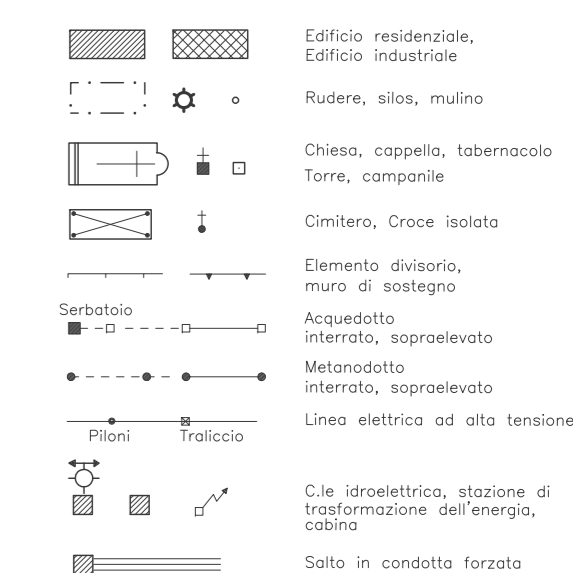 Edificio residenziale,
Edificio industriale
Rudere, silos, mulino
Chiesa, cappella, tabernacolo
Torre, campanile
Cimitero, Croce isolata
Elemento divisorio,
muro di sostegno
Serbatoio
Acquedotto
interrato, sopraelevato
Metanodotto
interrato, sopraelevato
Linea elettrica ad alta tensione
Piloni Traliccio
C.le idroelettrica, stazione di
trasformazione dell'energia,
cabina
Salto in condotta forzata